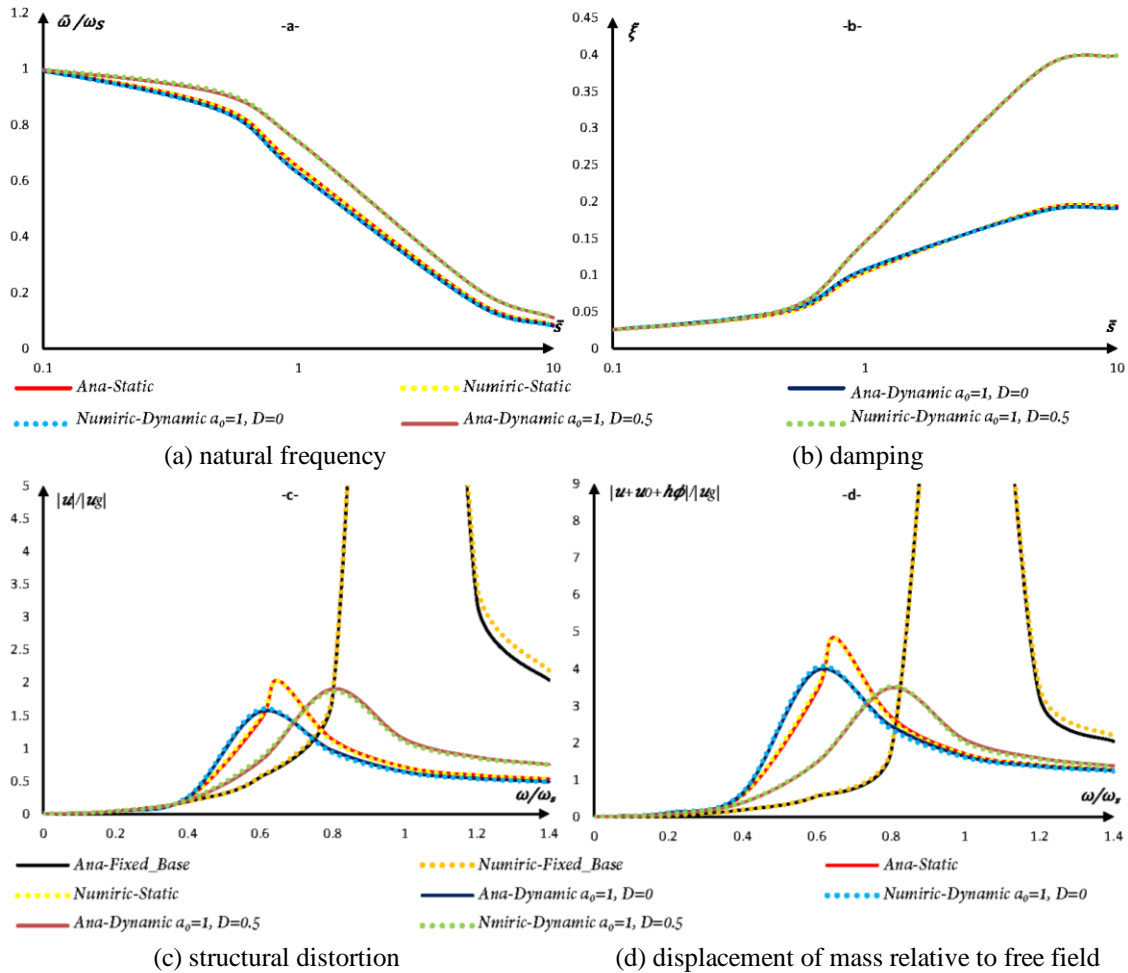 ω̃/ωs
-a-
1.2
1
0.8
0.6
0.4
0.2
0
s̄
0.1 1 10
ξ̃
-b-
0.45
0.4
0.35
0.3
0.25
0.2
0.15
0.1
0.05
0
s̄
0.1 1 10
Ana-Static
Numiric-Static
Ana-Dynamic a₀=1, D=0
Numiric-Dynamic a₀=1, D=0
Ana-Dynamic a₀=1, D=0.5
Numiric-Dynamic a₀=1, D=0.5
(a) natural frequency
(b) damping
|u|/|ug|
-c-
5
4.5
4
3.5
3
2.5
2
1.5
1
0.5
0
ω/ωs
0 0.2 0.4 0.6 0.8 1 1.2 1.4
|u+u0+hϕ|/|ug|
-d-
9
8
7
6
5
4
3
2
1
0
ω/ωs
0 0.2 0.4 0.6 0.8 1 1.2 1.4
Ana-Fixed_Base
Numiric-Fixed_Base
Ana-Static
Numiric-Static
Ana-Dynamic a₀=1, D=0
Numiric-Dynamic a₀=1, D=0
Ana-Dynamic a₀=1, D=0.5
Nmiric-Dynamic a₀=1, D=0.5
(c) structural distortion
(d) displacement of mass relative to free field